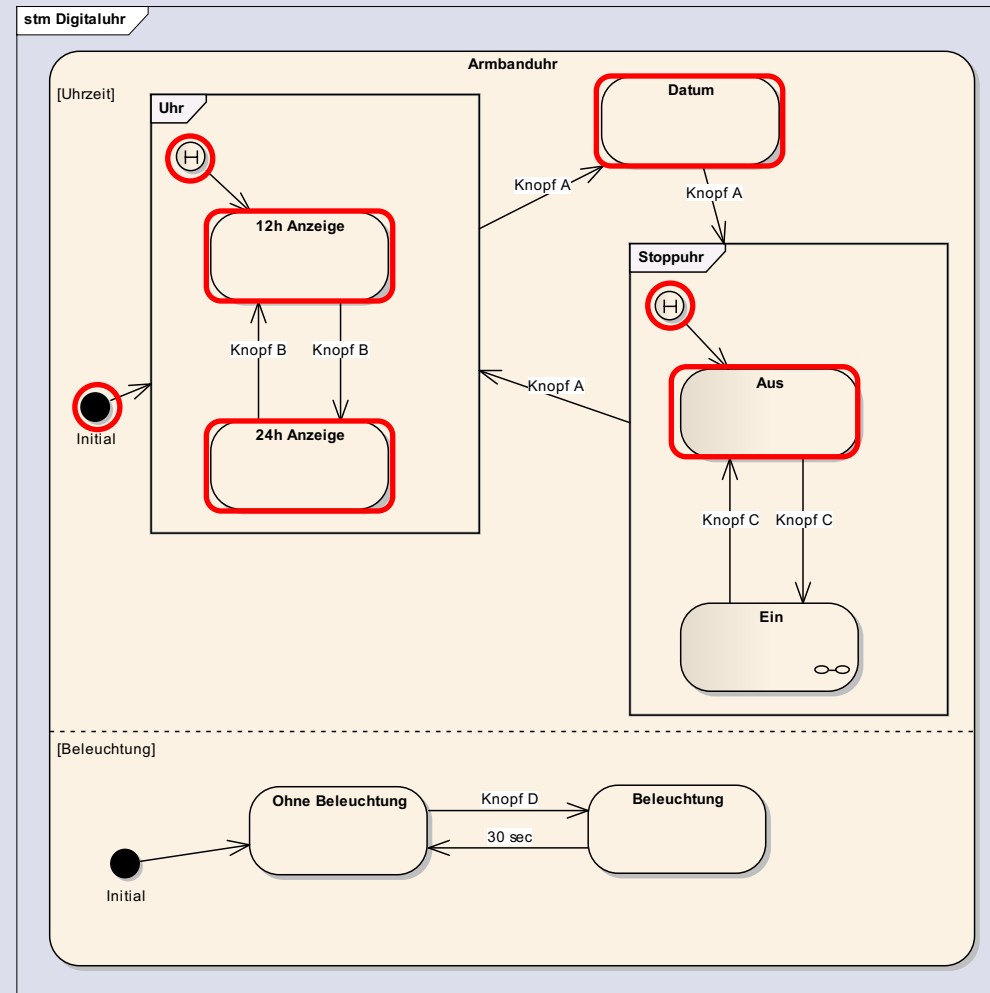 stm Digitaluhr
Armbanduhr
[Uhrzeit]
Uhr
Datum
H
Knopf A
Knopf A
12h Anzeige
Stoppuhr
H
Knopf B
Knopf B
Knopf A
Aus
Initial
24h Anzeige
Knopf C
Knopf C
Ein
[Beleuchtung]
Ohne Beleuchtung
Knopf D
Beleuchtung
30 sec
Initial